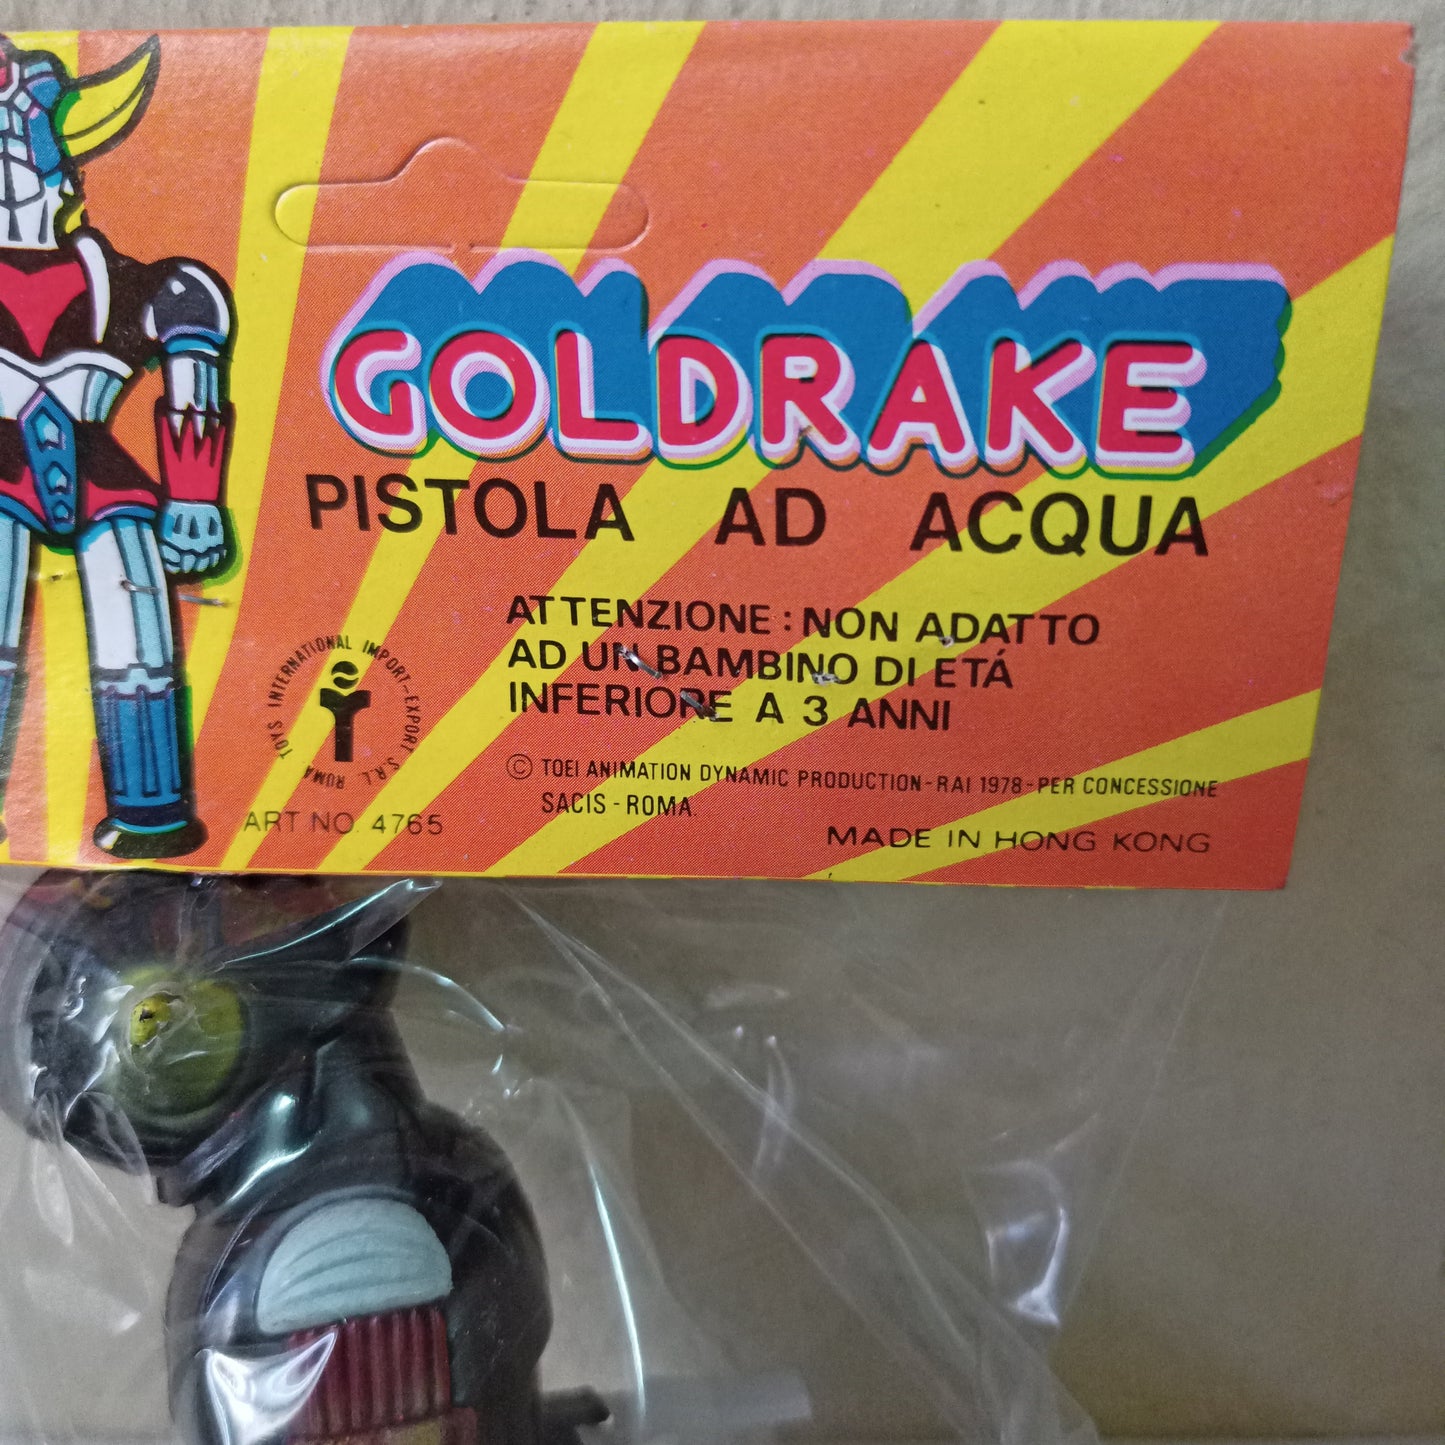 GOLDRAKE
PISTOLA AD ACQUA
ATTENZIONE: NON ADATTO
AD UN BAMBINO DI ETÁ
INFERIORE A 3 ANNI
TOYS INTERNATIONAL IMPORT-EXPORT S.R.L. ROMA
© TOEI ANIMATION DYNAMIC PRODUCTION-RAI 1978-PER CONCESSIONE
SACIS - ROMA.
ART NO. 4765
MADE IN HONG KONG